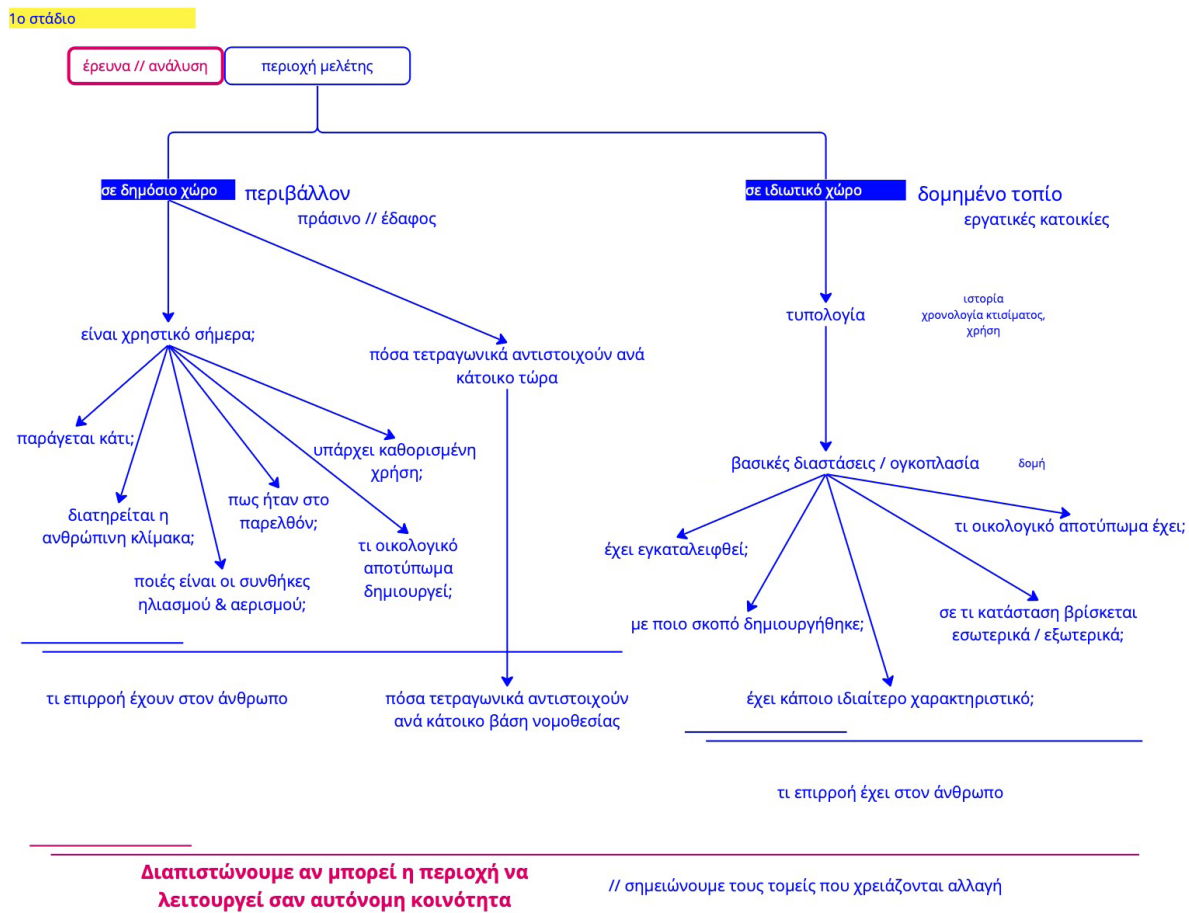 1ο στάδιο
έρευνα // ανάλυση
περιοχή μελέτης
σε δημόσιο χώρο
περιβάλλον
πράσινο // έδαφος
σε ιδιωτικό χώρο
δομημένο τοπίο
εργατικές κατοικίες
είναι χρηστικό σήμερα;
πόσα τετραγωνικά αντιστοιχούν ανά
κάτοικο τώρα
τυπολογία
ιστορία
χρονολογία κτισίματος,
χρήση
παράγεται κάτι;
διατηρείται η
ανθρώπινη κλίμακα;
ποιές είναι οι συνθήκες
ηλιασμού & αερισμού;
πως ήταν στο
παρελθόν;
τι οικολογικό
αποτύπωμα
δημιουργεί;
υπάρχει καθορισμένη
χρήση;
βασικές διαστάσεις / ογκοπλασία
δομή
έχει εγκαταλειφθεί;
με ποιο σκοπό δημιουργήθηκε;
έχει κάποιο ιδιαίτερο χαρακτηριστικό;
σε τι κατάσταση βρίσκεται
εσωτερικά / εξωτερικά;
τι οικολογικό αποτύπωμα έχει;
τι επιρροή έχουν στον άνθρωπο
πόσα τετραγωνικά αντιστοιχούν
ανά κάτοικο βάση νομοθεσίας
τι επιρροή έχει στον άνθρωπο
Διαπιστώνουμε αν μπορεί η περιοχή να
λειτουργεί σαν αυτόνομη κοινότητα
// σημειώνουμε τους τομείς που χρειάζονται αλλαγή